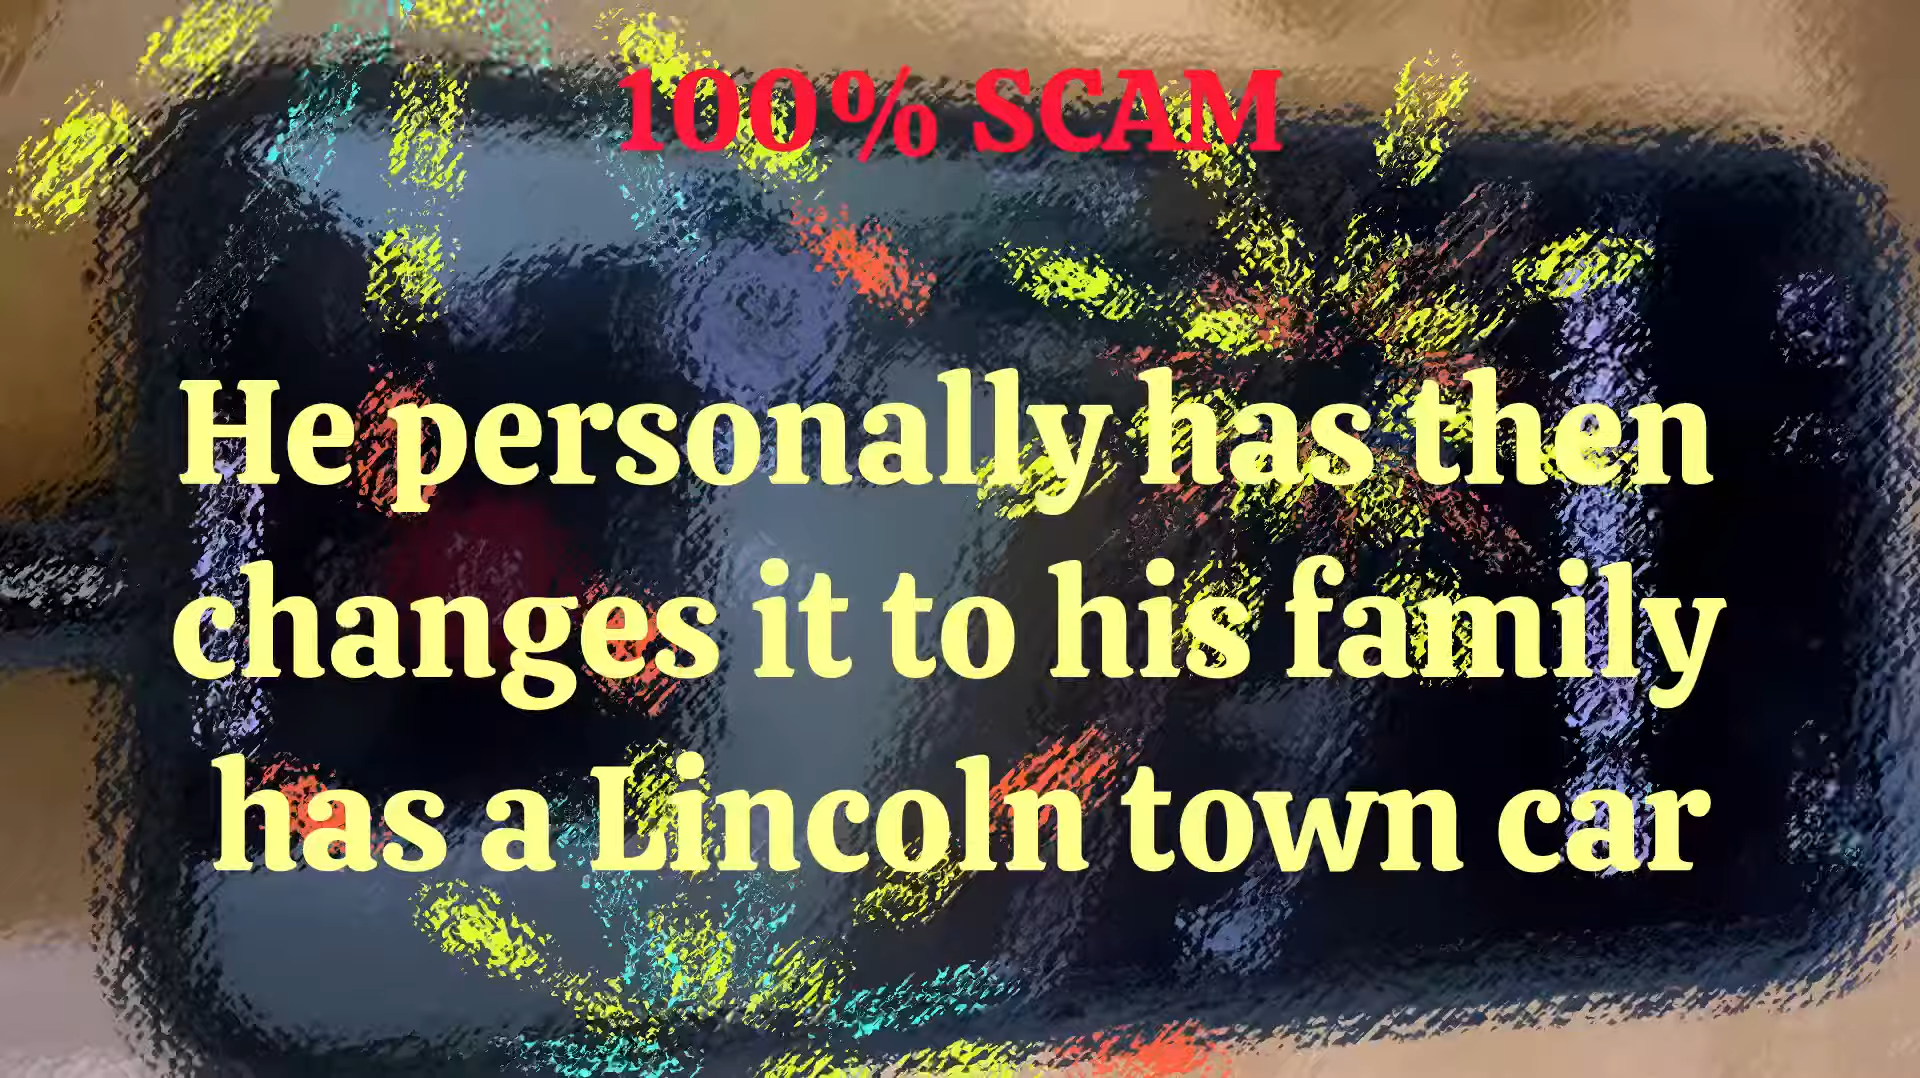 100% SCAM
He personally has then
changes it to his family
has a Lincoln town car